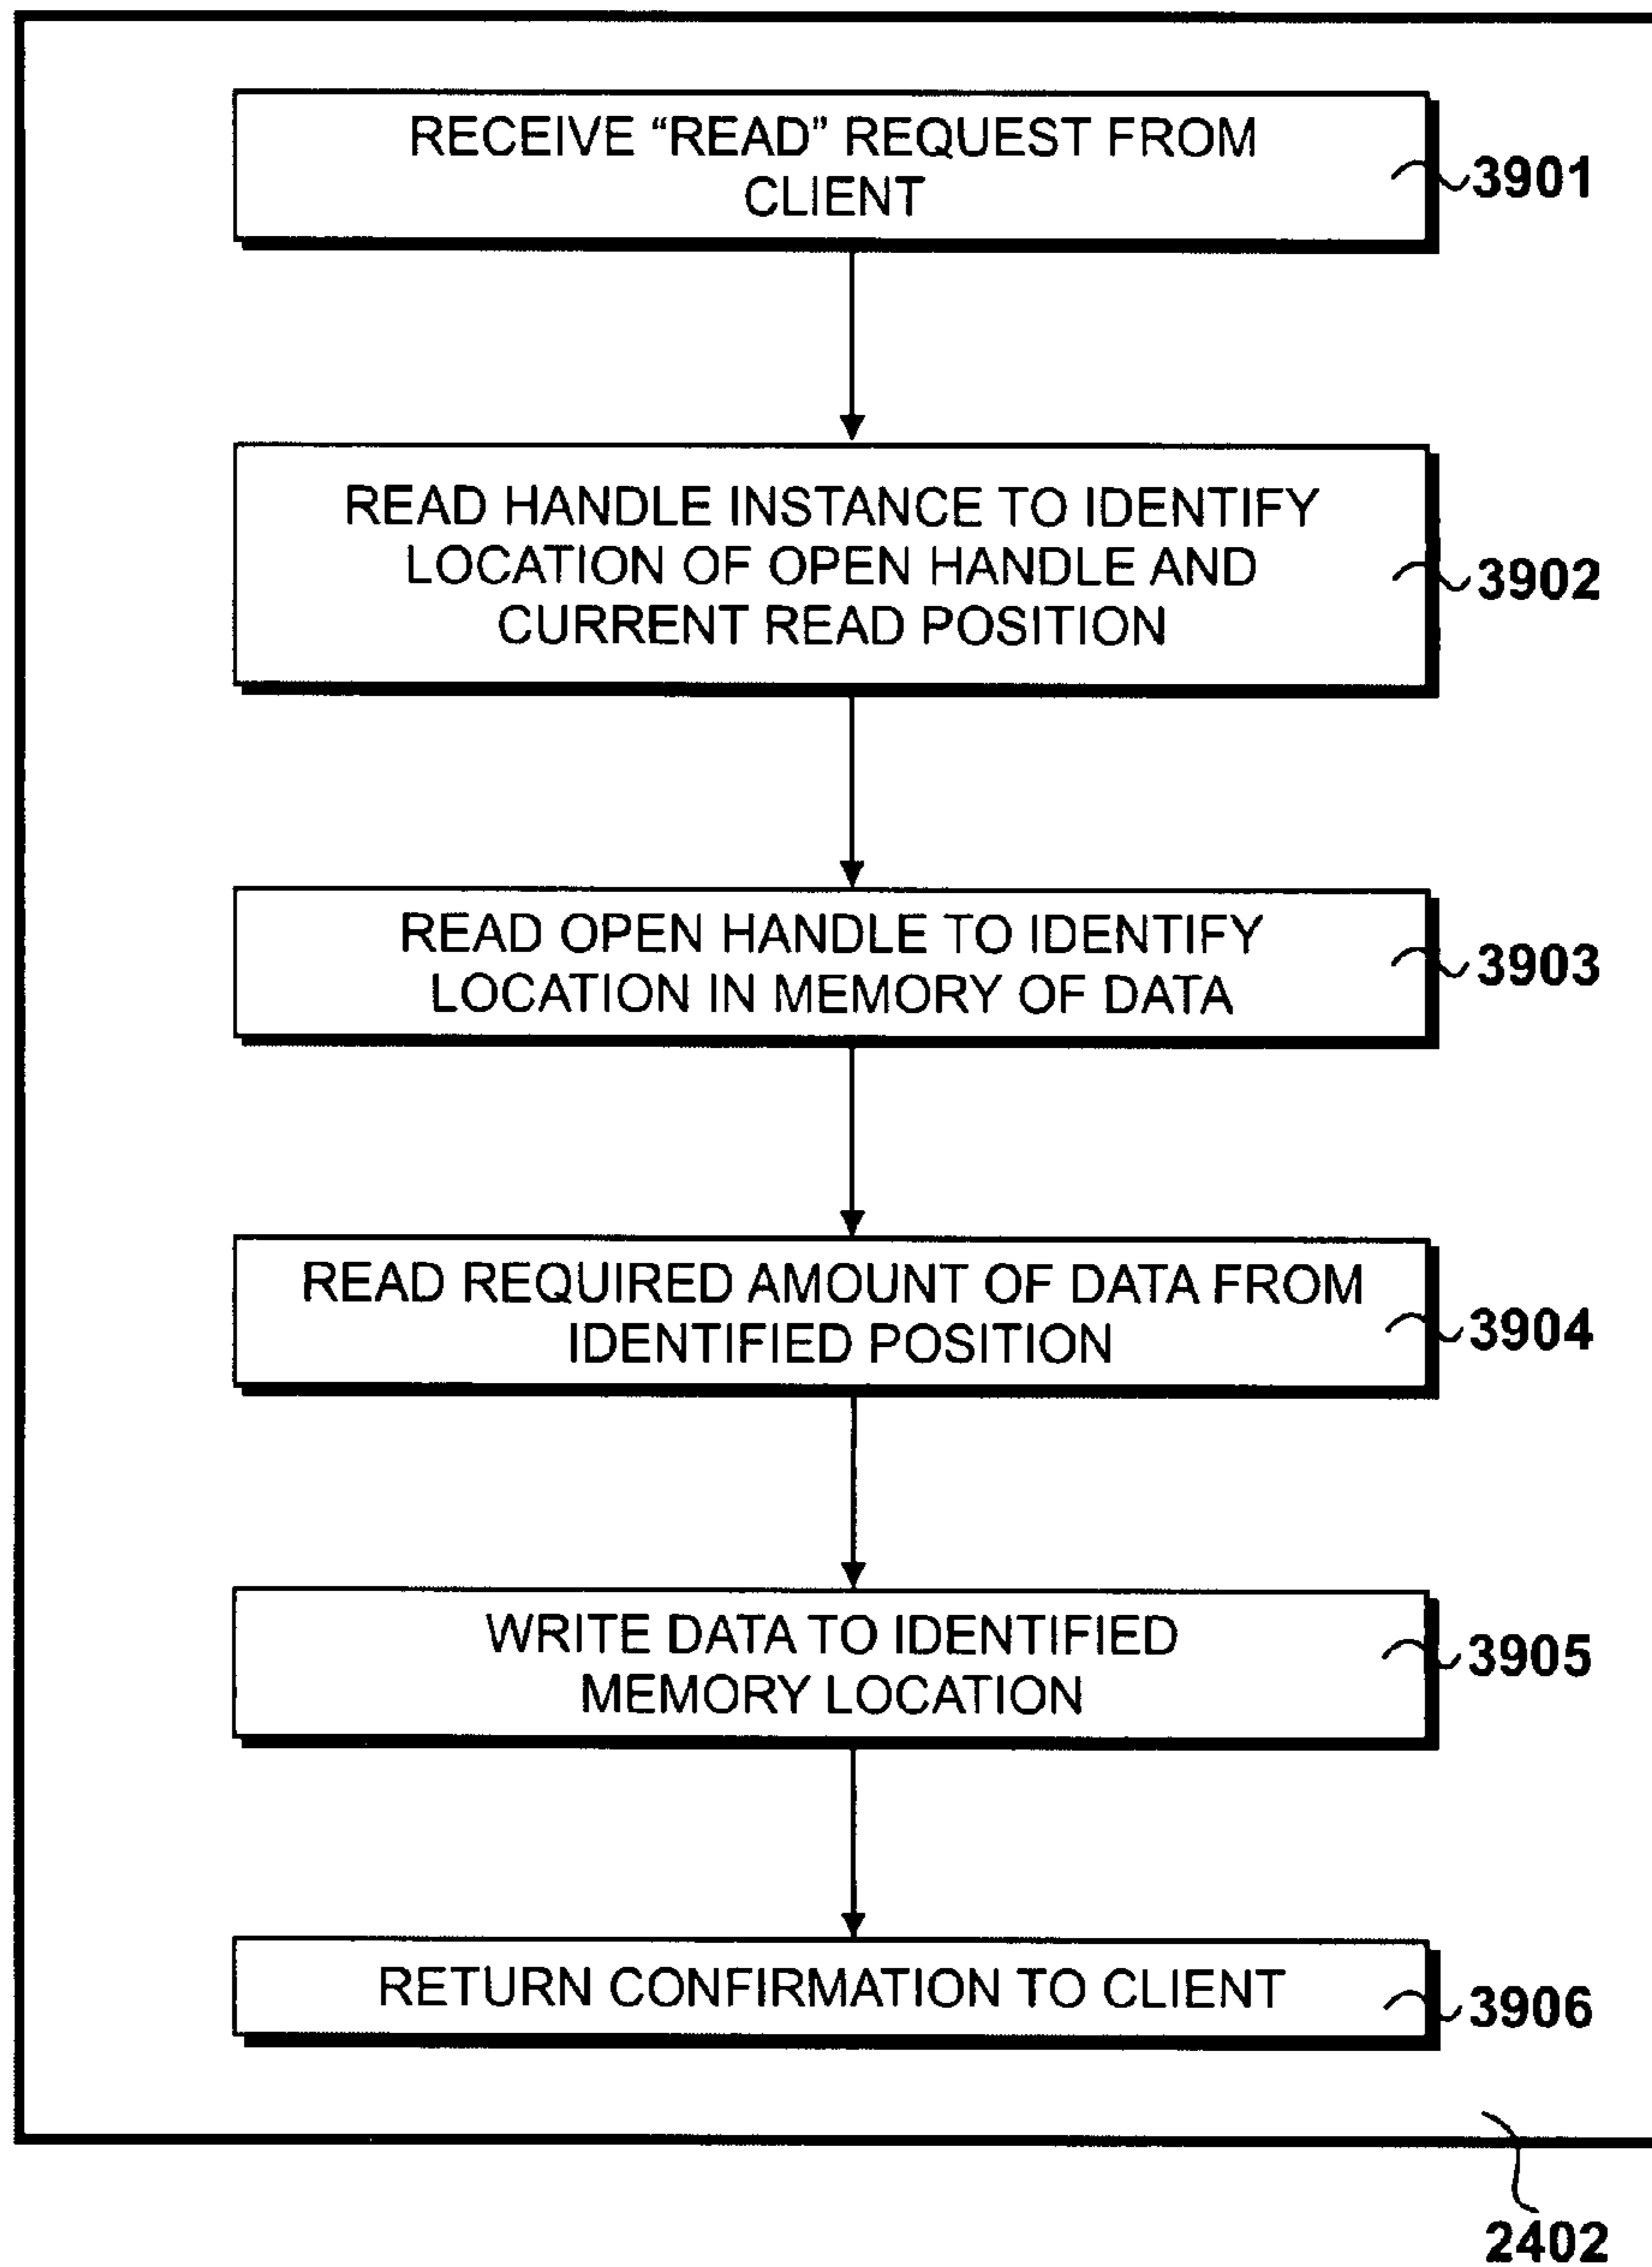 RECEIVE “READ” REQUEST FROM
CLIENT
3901
READ HANDLE INSTANCE TO IDENTIFY
LOCATION OF OPEN HANDLE AND
CURRENT READ POSITION
3902
READ OPEN HANDLE TO IDENTIFY
LOCATION IN MEMORY OF DATA
3903
READ REQUIRED AMOUNT OF DATA FROM
IDENTIFIED POSITION
3904
WRITE DATA TO IDENTIFIED
MEMORY LOCATION
3905
RETURN CONFIRMATION TO CLIENT
3906
2402